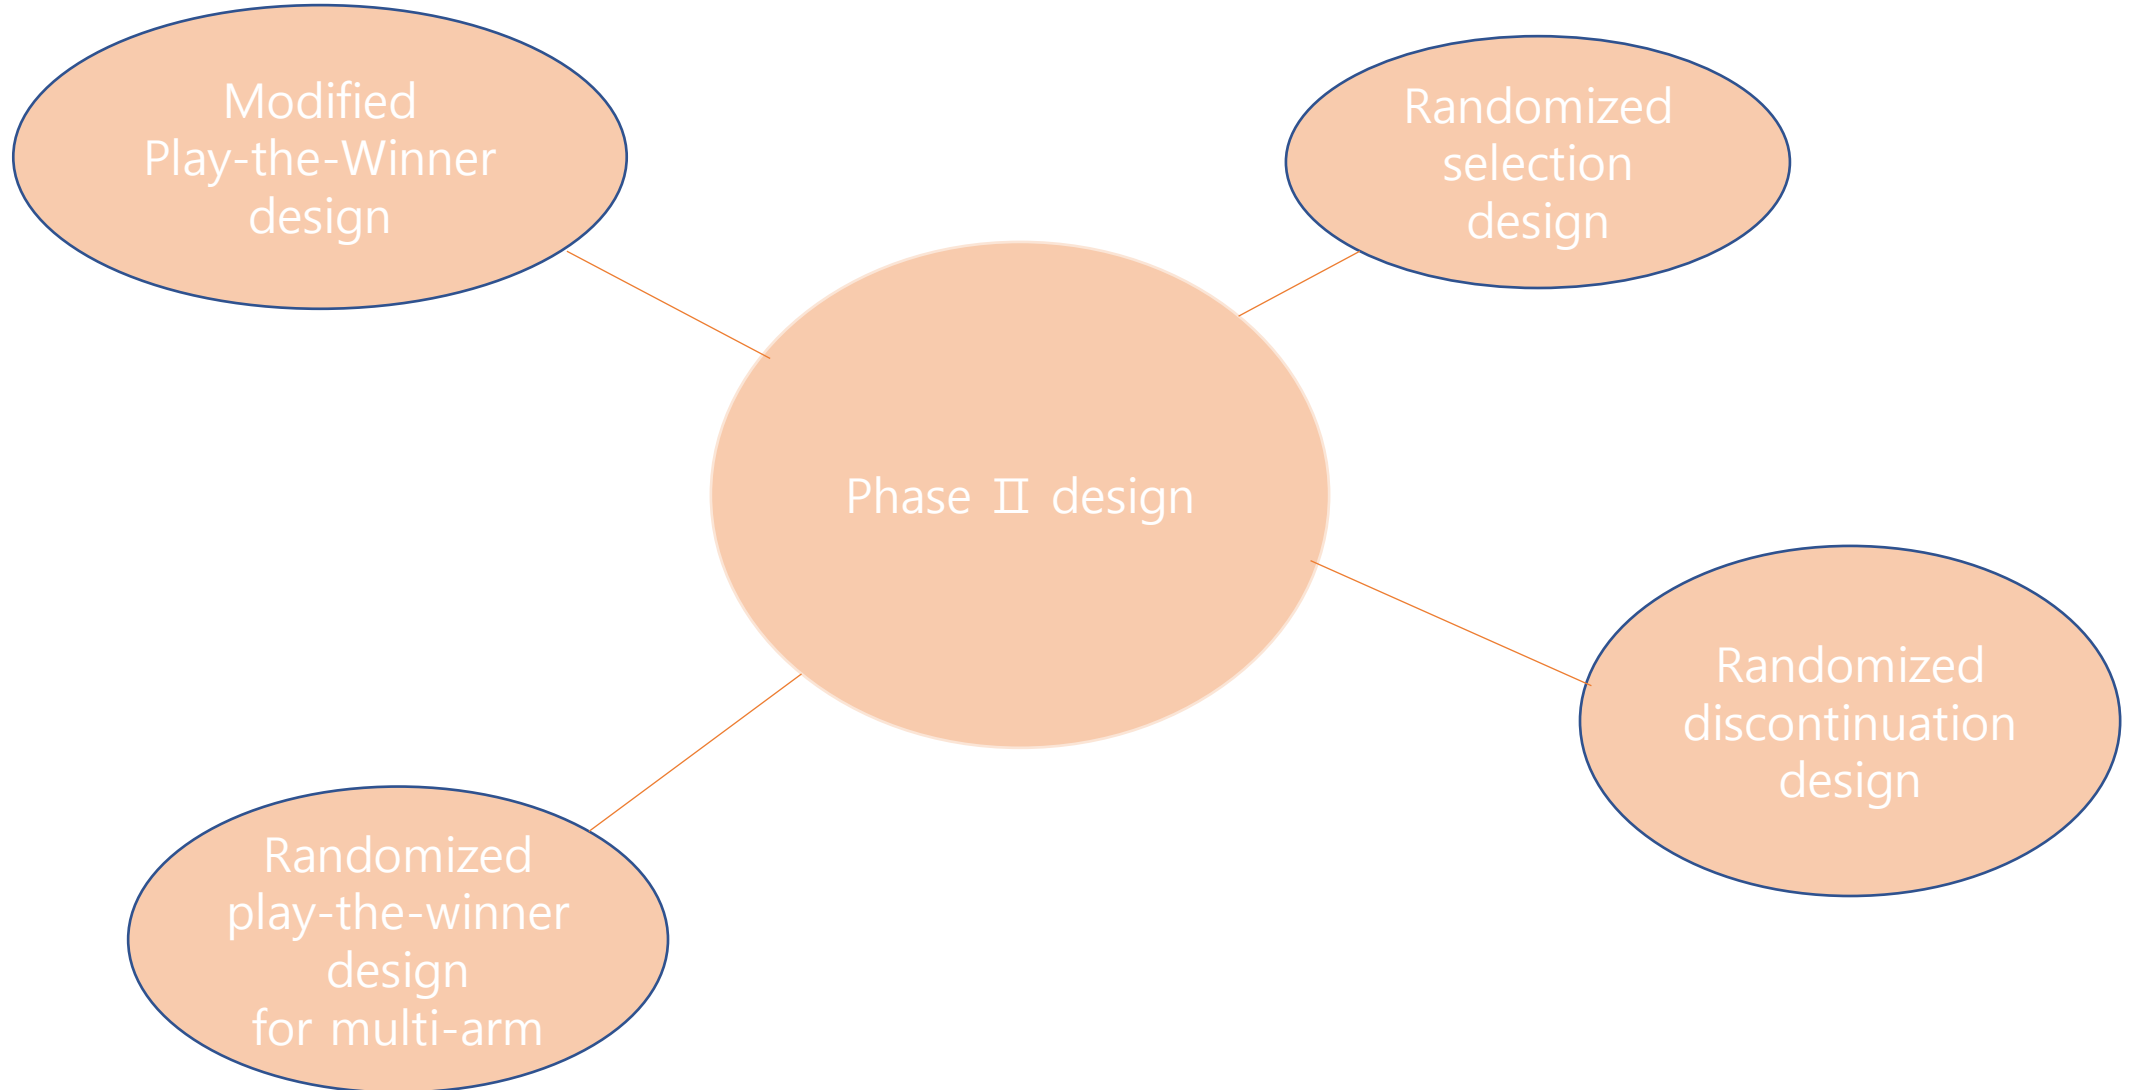 Modified
Play-the-Winner
design
Randomized
selection
design
Phase Ⅱ design
Randomized
discontinuation
design
Randomized
play-the-winner
design
for multi-arm